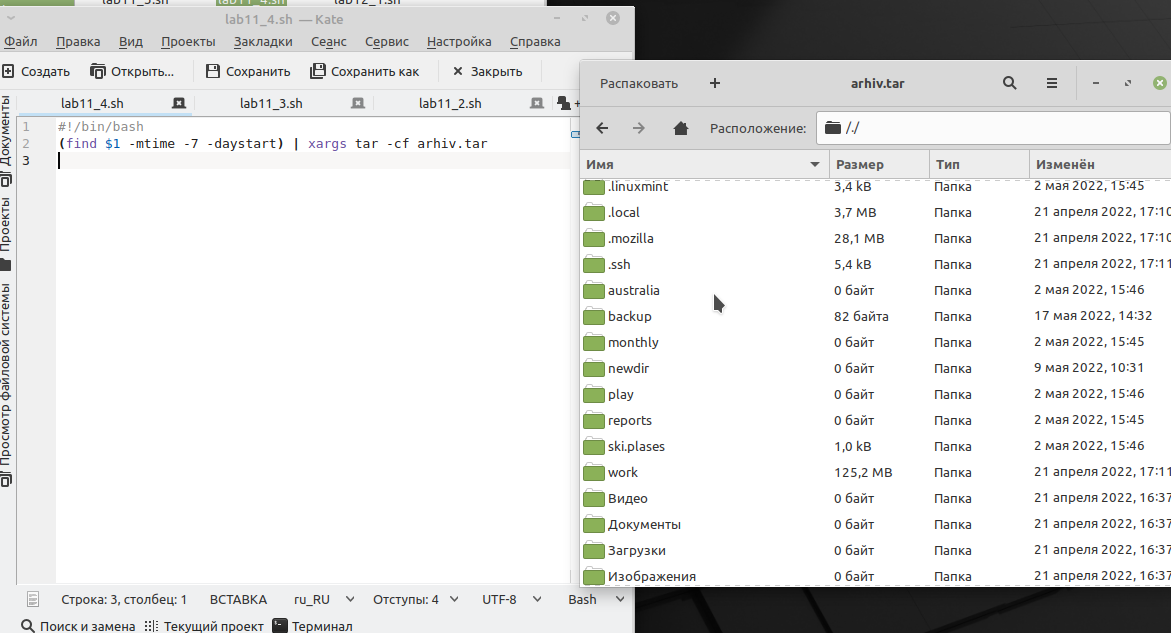 lab11_4.sh — Kate
Файл Правка Вид Проекты Закладки Сеанс Сервис Настройка Справка
Создать Открыть... Сохранить Сохранить как Закрыть
lab11_4.sh lab11_3.sh lab11_2.sh
Документы
Проекты
Просмотр файловой системы
1 #!/bin/bash
2 (find $1 -mtime -7 -daystart) | xargs tar -cf arhiv.tar
3
Строка: 3, столбец: 1 ВСТАВКА ru_RU Отступы: 4 UTF-8 Bash
Поиск и замена Текущий проект Терминал
Распаковать + arhiv.tar
Расположение: /./
Имя Размер Тип Изменён
.linuxmint 3,4 kB Папка 2 мая 2022, 15:45
.local 3,7 MB Папка 21 апреля 2022, 17:10
.mozilla 28,1 MB Папка 21 апреля 2022, 17:10
.ssh 5,4 kB Папка 21 апреля 2022, 17:11
australia 0 байт Папка 2 мая 2022, 15:46
backup 82 байта Папка 17 мая 2022, 14:32
monthly 0 байт Папка 2 мая 2022, 15:45
newdir 0 байт Папка 9 мая 2022, 10:31
play 0 байт Папка 2 мая 2022, 15:46
reports 0 байт Папка 2 мая 2022, 15:45
ski.plases 1,0 kB Папка 2 мая 2022, 15:46
work 125,2 MB Папка 21 апреля 2022, 17:11
Видео 0 байт Папка 21 апреля 2022, 16:37
Документы 0 байт Папка 21 апреля 2022, 16:37
Загрузки 0 байт Папка 21 апреля 2022, 16:37
Изображения 0 байт Папка 21 апреля 2022, 16:37